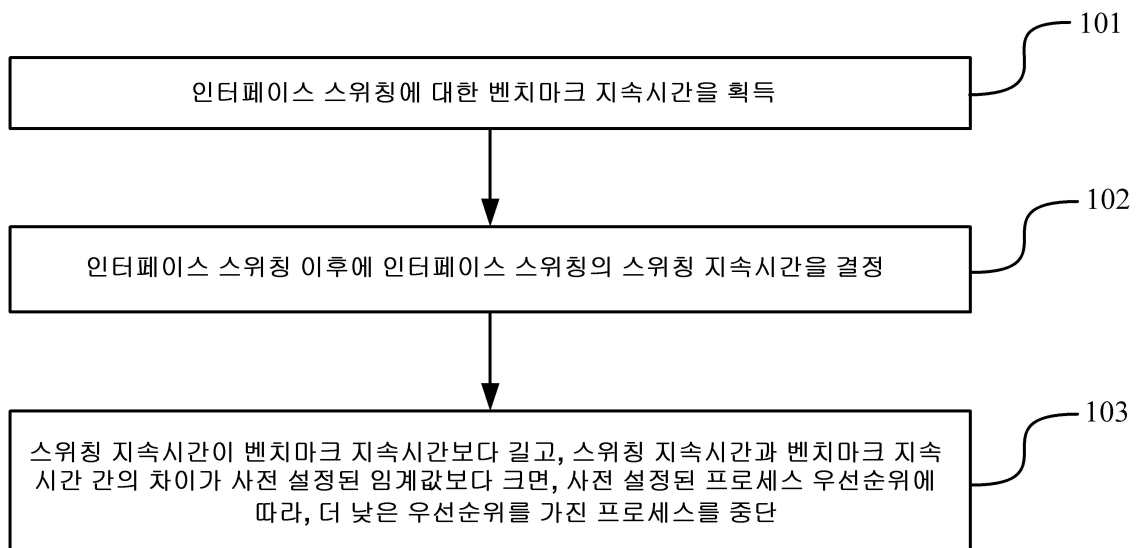 101
인터페이스 스위칭에 대한 벤치마크 지속시간을 획득
102
인터페이스 스위칭 이후에 인터페이스 스위칭의 스위칭 지속시간을 결정
103
스위칭 지속시간이 벤치마크 지속시간보다 길고, 스위칭 지속시간과 벤치마크 지속
시간 간의 차이가 사전 설정된 임계값보다 크면, 사전 설정된 프로세스 우선순위에
따라, 더 낮은 우선순위를 가진 프로세스를 중단